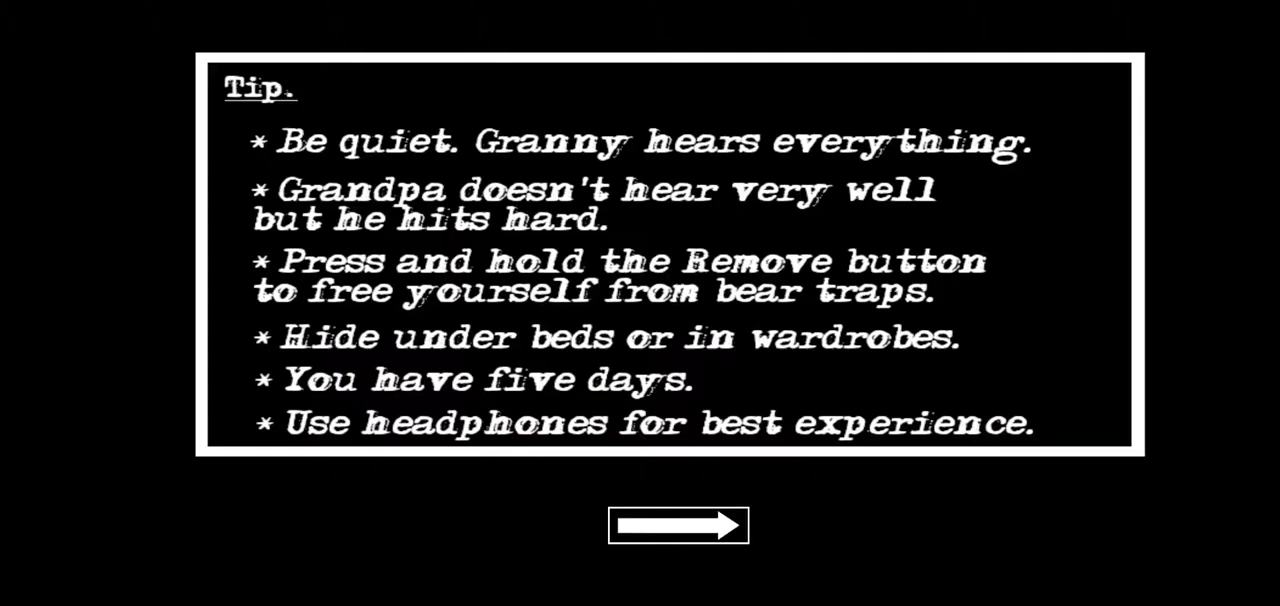 Tip.
* Be quiet. Granny hears everything.
* Grandpa doesn't hear very well
but he hits hard.
* Press and hold the Remove button
to free yourself from bear traps.
* Hide under beds or in wardrobes.
* You have five days.
* Use headphones for best experience.